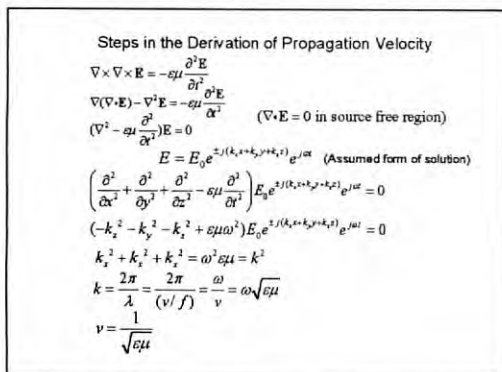 Steps in the Derivation of Propagation Velocity
∇×∇×E = −εμ ∂²E/∂t²
∇(∇·E) − ∇²E = −εμ ∂²E/∂t²
(∇² − εμ ∂²/∂t²)E = 0 (∇·E = 0 in source free region)
E = E₀e^{±j(kₓx+k_yy+k_zz)}e^{jωt} (Assumed form of solution)
(∂²/∂x² + ∂²/∂y² + ∂²/∂z² − εμ ∂²/∂t²) E₀e^{±j(kₓx+k_yy+k_zz)}e^{jωt} = 0
(−kₓ² − k_y² − k_z² + εμω²)E₀e^{±j(kₓx+k_yy+k_zz)}e^{jωt} = 0
kₓ² + kₓ² + kₓ² = ω²εμ = k²
k = 2π/λ = 2π/(v/f) = ω/v = ω√εμ
v = 1/√εμ